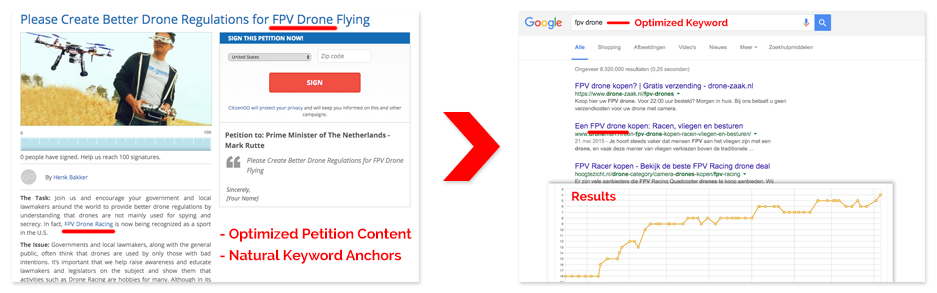 Please Create Better Drone Regulations for FPV Drone Flying
SIGN THIS PETITION NOW!
United States
Zip code
SIGN
CitizenGO will protect your privacy and will keep you informed on this and other
campaigns.
Petition to: Prime Minister of The Netherlands -
Mark Rutte
Please Create Better Drone Regulations for FPV Drone
Flying
Sincerely,
[Your Name]
0
100
0 people have signed. Help us reach 100 signatures.
By Henk Bakker
The Task: Join us and encourage your government and local
lawmakers around the world to provide better drone regulations by
understanding that drones are not mainly used for spying and
secrecy. In fact, FPV Drone Racing is now being recognized as a sport
in the U.S.
The Issue: Governments and local lawmakers, along with the general
public, often think that drones are used by only those with bad
intentions. It's important that we help raise awareness and educate
lawmakers and legislators on the subject and show them that
activities such as Drone Racing are hobbies for many. Although in its
- Optimized Petition Content
- Natural Keyword Anchors
Google
fpv drone
Optimized Keyword
Alle Shopping Afbeeldingen Video's Nieuws Meer Zoekhulpmiddelen
Ongeveer 8.320.000 resultaten (0,25 seconden)
FPV drone kopen? | Gratis verzending - drone-zaak.nl
https://www.drone-zaak.nl/fpv-drones
Koop hier uw FPV drone. Voor 22:00 uur besteld? Morgen in huis. Bij ons betaalt u geen
verzendkosten voor uw drone met camera.
Een FPV drone kopen: Racen, vliegen en besturen
fpv-drone-kopen-racen-vliegen-en-besturen/
21 mei 2015 - Je hoort steeds vaker dat mensen FPV aan het vliegen zijn met een
drone, en vaak deze manier van vliegen verkiezen boven de traditionele ...
FPV Racer kopen - Bekijk de beste FPV Racing drone deal
hoogtezicht.nl/drone-category/camera-drones-kopen/fpv-racing
Er zijn vele aanbieders die FPV Racing Quadcopter drones te koop aanbieden. Wij
Results